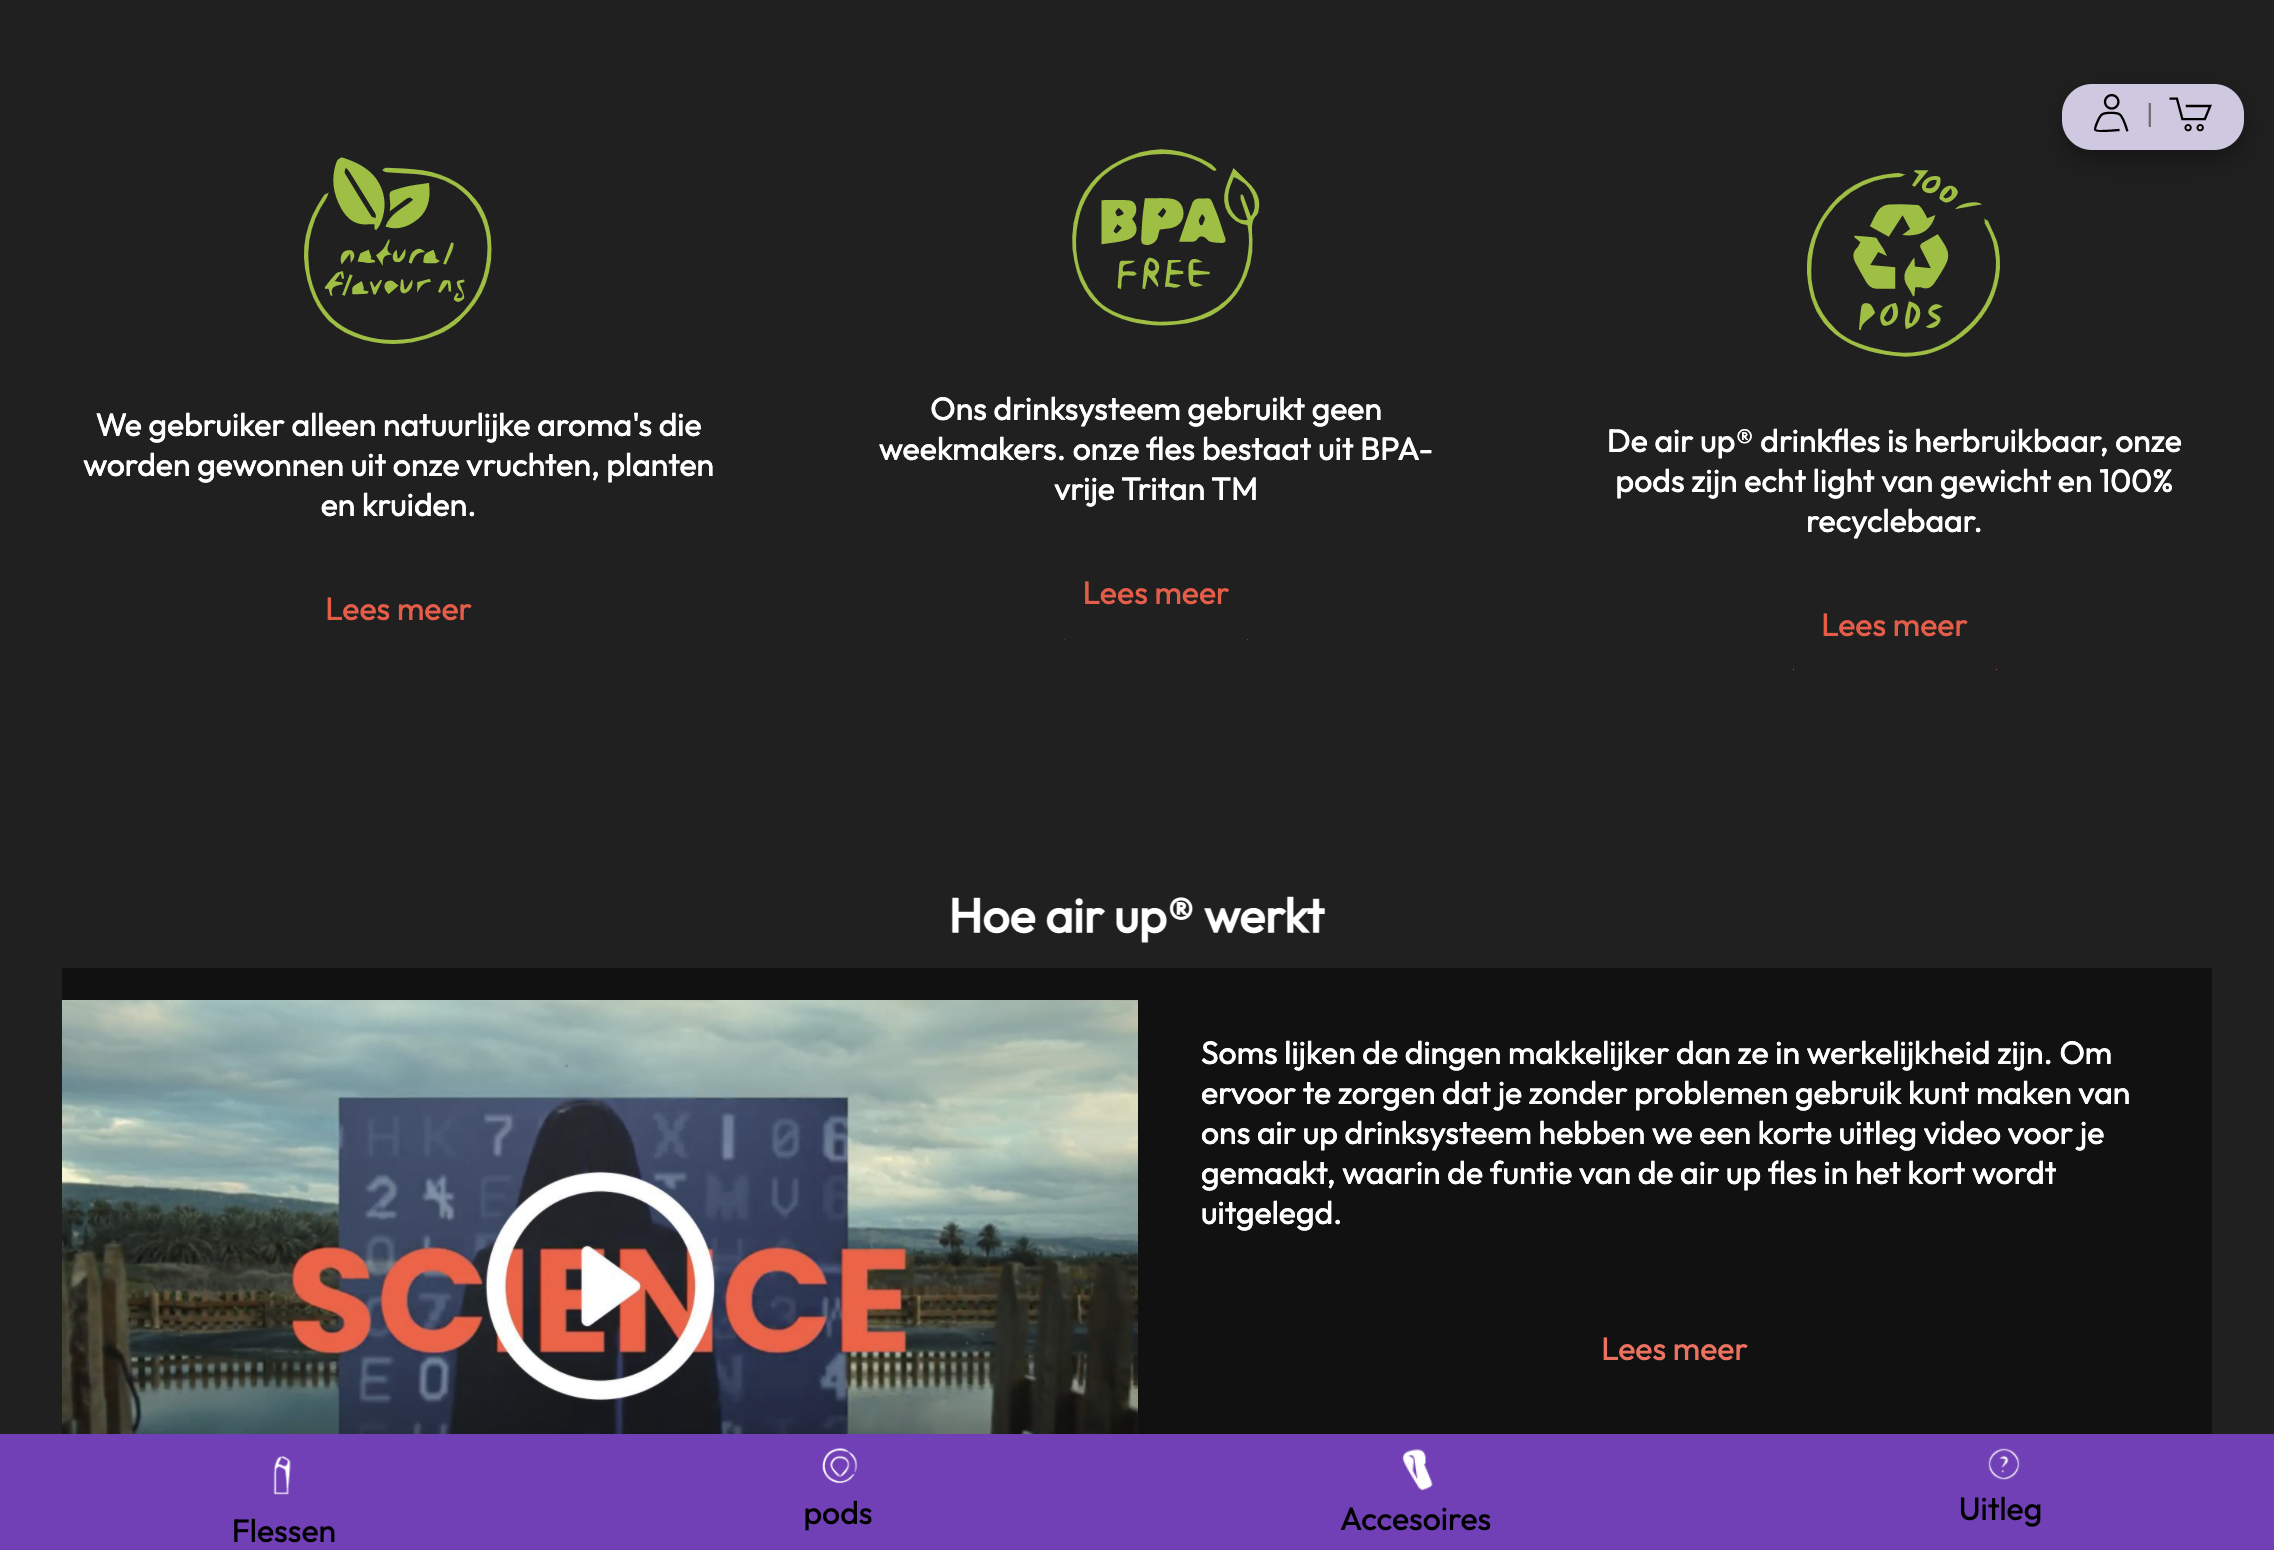 natural
flavour ng
BPA
FREE
100
PODS
We gebruiker alleen natuurlijke aroma's die
worden gewonnen uit onze vruchten, planten
en kruiden.
Lees meer
Ons drinksysteem gebruikt geen
weekmakers. onze fles bestaat uit BPA-
vrije Tritan TM
Lees meer
De air up® drinkfles is herbruikbaar, onze
pods zijn echt light van gewicht en 100%
recyclebaar.
Lees meer
Hoe air up® werkt
SCIENCE
Soms lijken de dingen makkelijker dan ze in werkelijkheid zijn. Om
ervoor te zorgen dat je zonder problemen gebruik kunt maken van
ons air up drinksysteem hebben we een korte uitleg video voor je
gemaakt, waarin de funtie van de air up fles in het kort wordt
uitgelegd.
Lees meer
Flessen
pods
Accesoires
Uitleg